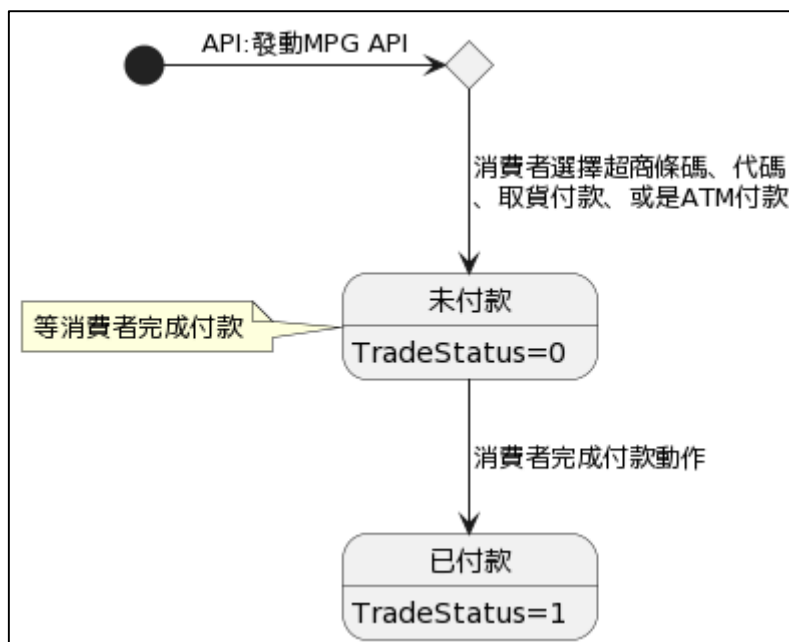 API:發動MPG API
消費者選擇超商條碼、代碼
、取貨付款、或是ATM付款
未付款
等消費者完成付款
TradeStatus=0
消費者完成付款動作
已付款
TradeStatus=1